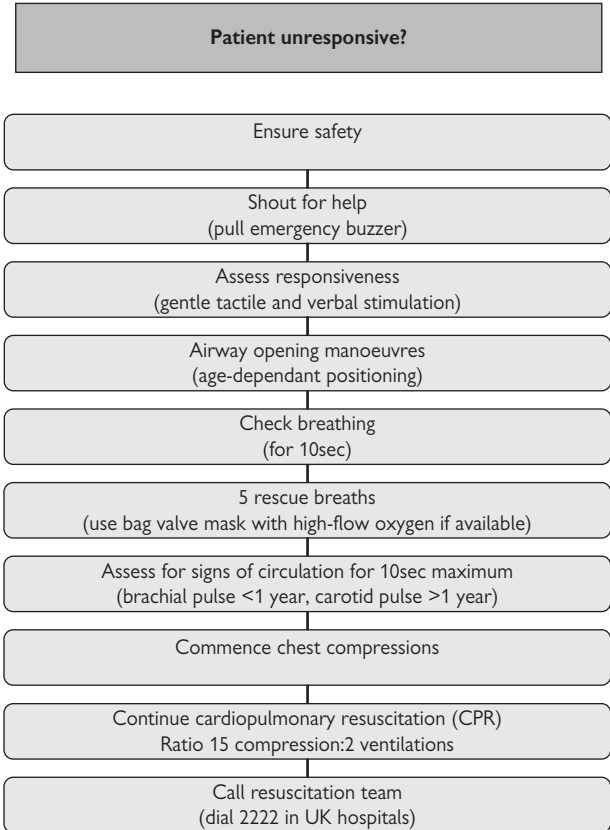 Patient unresponsive?
Ensure safety
Shout for help
(pull emergency buzzer)
Assess responsiveness
(gentle tactile and verbal stimulation)
Airway opening manoeuvres
(age-dependant positioning)
Check breathing
(for 10sec)
5 rescue breaths
(use bag valve mask with high-flow oxygen if available)
Assess for signs of circulation for 10sec maximum
(brachial pulse <1 year, carotid pulse >1 year)
Commence chest compressions
Continue cardiopulmonary resuscitation (CPR)
Ratio 15 compression:2 ventilations
Call resuscitation team
(dial 2222 in UK hospitals)